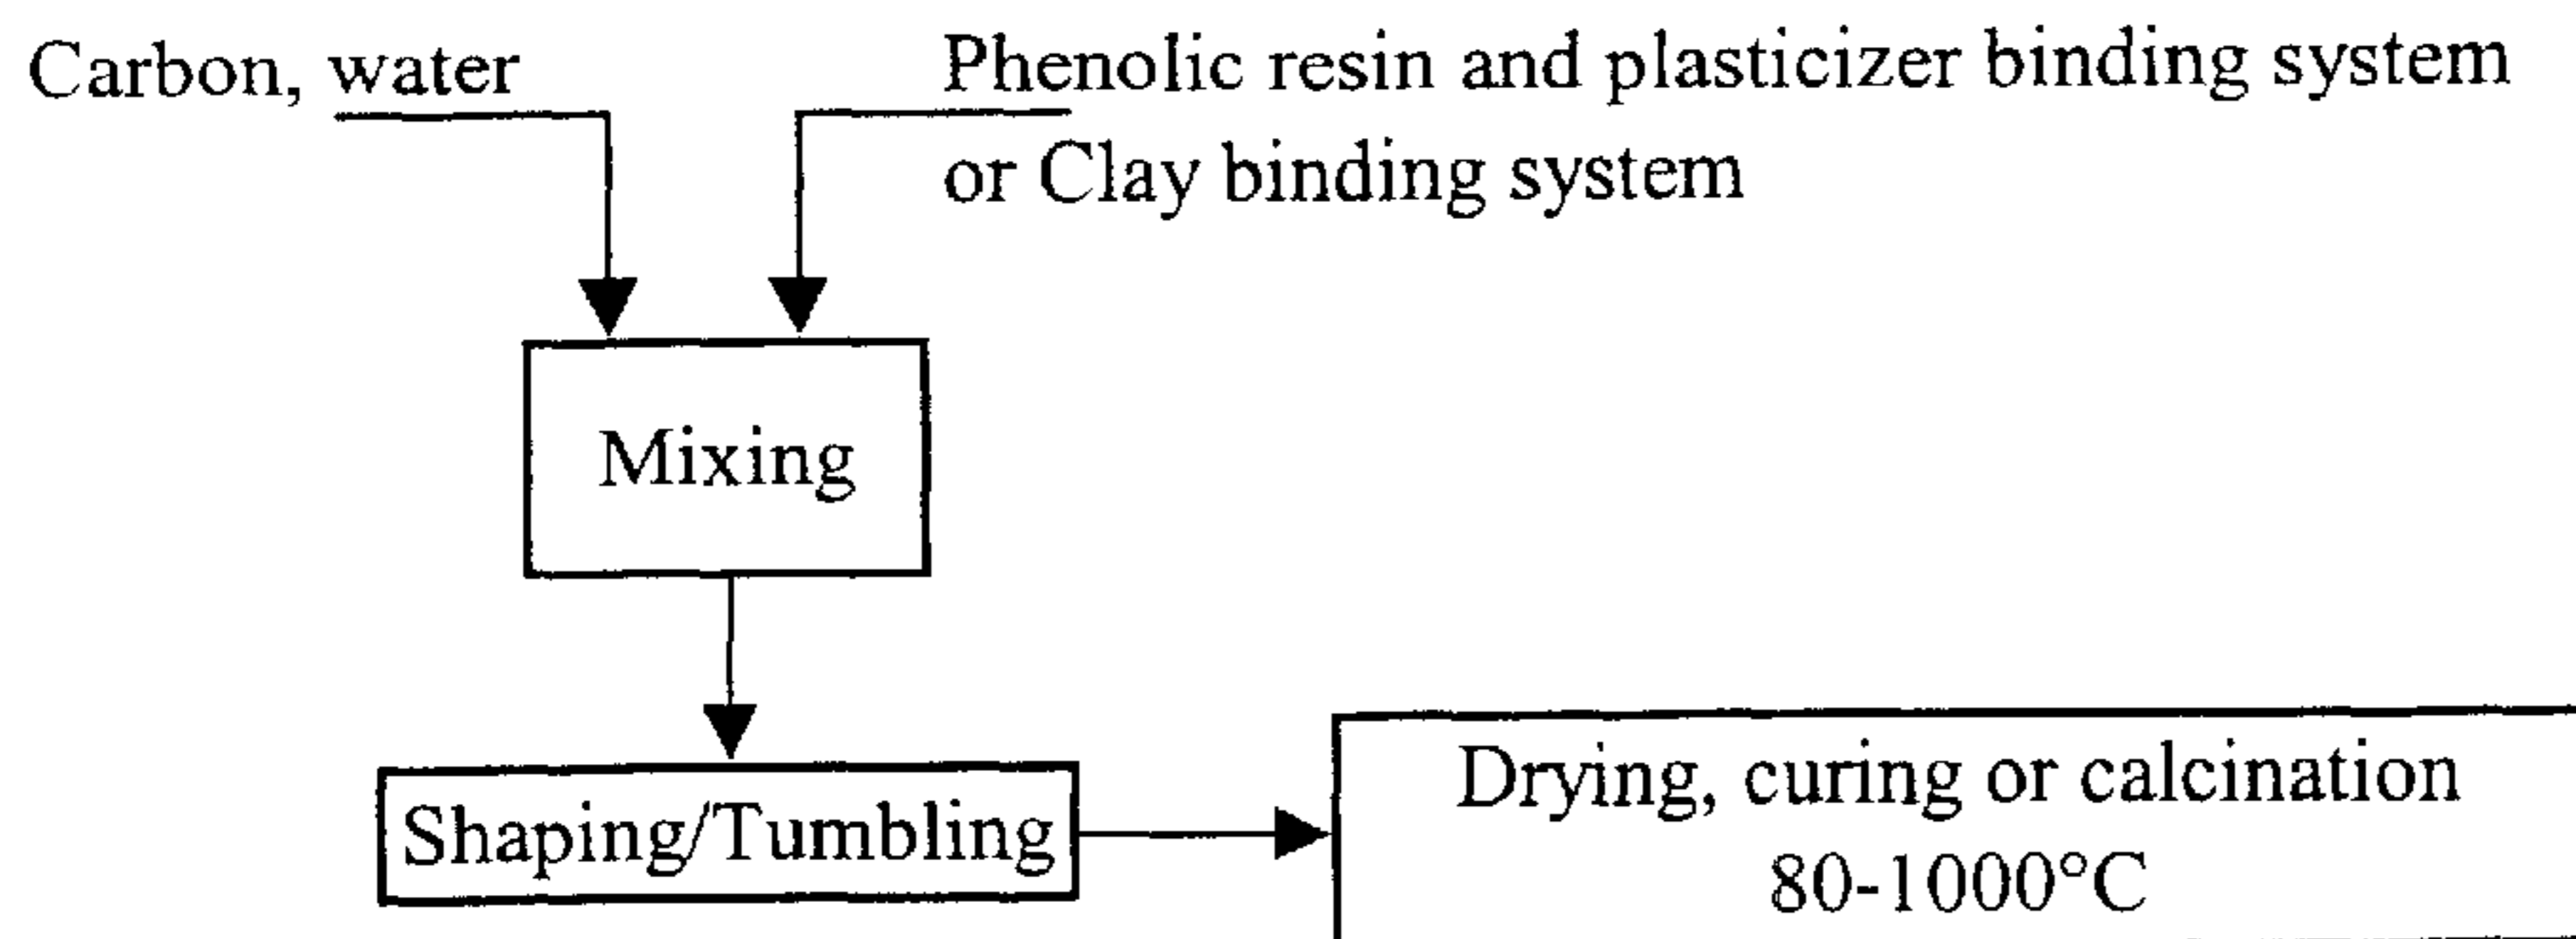 Carbon, water
Phenolic resin and plasticizer binding system
or Clay binding system
Mixing
Shaping/Tumbling
Drying, curing or calcination
80-1000°C